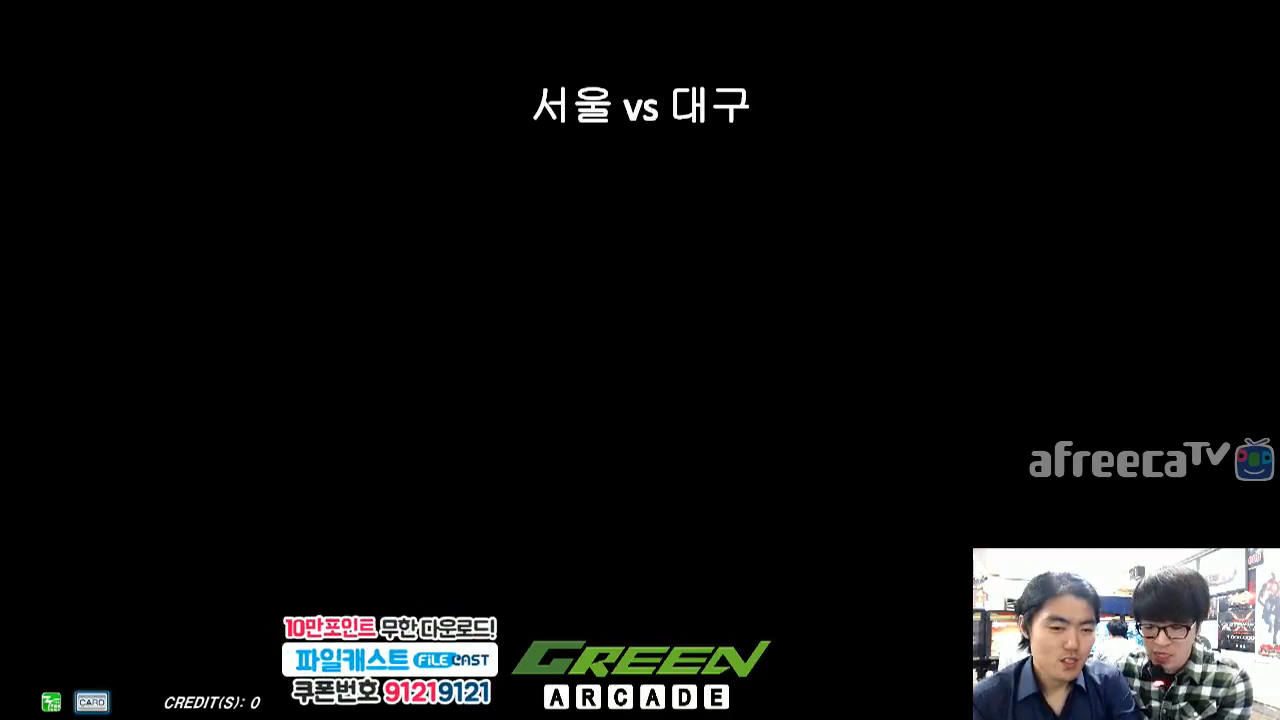 서울 vs 대구
afreecaTV
10만포인트 무한 다운로드!
파일캐스트 FiLECAST
쿠폰번호 91219121
GREEN
ARCADE
CARD
CREDIT(S): 0